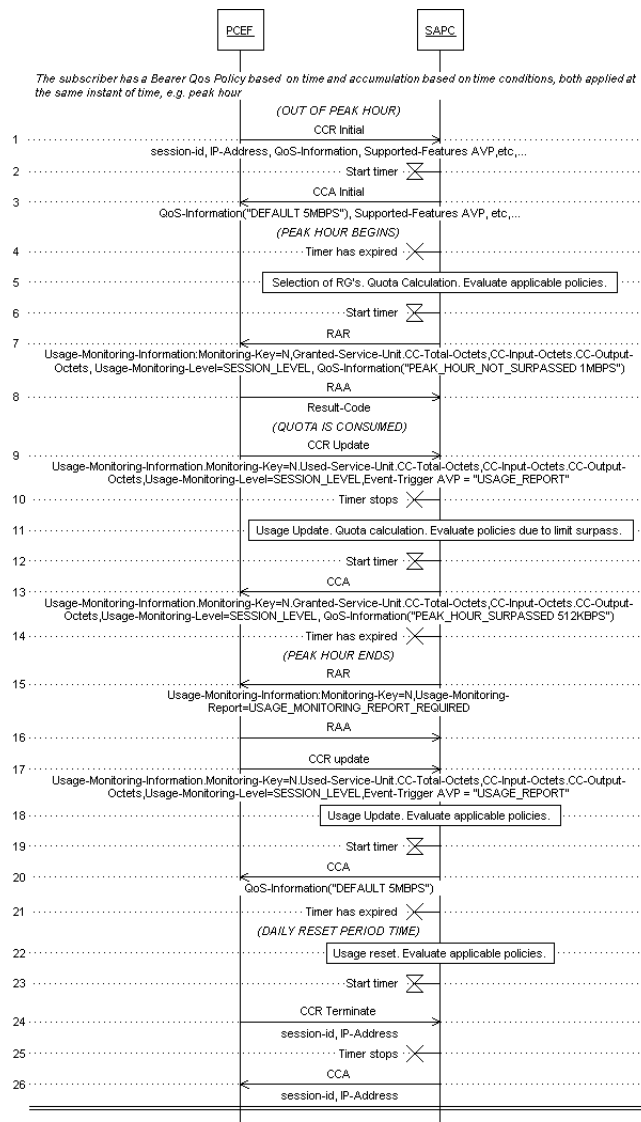 PCEF
SAPC
The subscriber has a Bearer Qos Policy based on time and accumulation based on time conditions, both applied at
the same instant of time, e.g. peak hour
(OUT OF PEAK HOUR)
CCR Initial
1
session-id, IP-Address, QoS-Information, Supported-Features AVP,etc,...
2
Start timer
CCA Initial
3
QoS-Information("DEFAULT 5MBPS"), Supported-Features AVP, etc,...
(PEAK HOUR BEGINS)
4
Timer has expired
5
Selection of RG's. Quota Calculation. Evaluate applicable policies.
6
Start timer
RAR
7
Usage-Monitoring-Information:Monitoring-Key=N,Granted-Service-Unit.CC-Total-Octets,CC-Input-Octets.CC-Output-
Octets, Usage-Monitoring-Level=SESSION_LEVEL, QoS-Information("PEAK_HOUR_NOT_SURPASSED 1MBPS")
RAA
8
Result-Code
(QUOTA IS CONSUMED)
CCR Update
9
Usage-Monitoring-Information.Monitoring-Key=N.Used-Service-Unit.CC-Total-Octets,CC-Input-Octets.CC-Output-
Octets,Usage-Monitoring-Level=SESSION_LEVEL,Event-Trigger AVP = "USAGE_REPORT"
10
Timer stops
11
Usage Update. Quota calculation. Evaluate policies due to limit surpass.
12
Start timer
CCA
13
Usage-Monitoring-Information.Monitoring-Key=N.Granted-Service-Unit.CC-Total-Octets,CC-Input-Octets.CC-Output-
Octets,Usage-Monitoring-Level=SESSION_LEVEL, QoS-Information("PEAK_HOUR_SURPASSED 512KBPS")
14
Timer has expired
(PEAK HOUR ENDS)
RAR
15
Usage-Monitoring-Information:Monitoring-Key=N,Usage-Monitoring-
Report=USAGE_MONITORING_REPORT_REQUIRED
RAA
16
CCR update
17
Usage-Monitoring-Information.Monitoring-Key=N.Used-Service-Unit.CC-Total-Octets,CC-Input-Octets.CC-Output-
Octets,Usage-Monitoring-Level=SESSION_LEVEL,Event-Trigger AVP = "USAGE_REPORT"
18
Usage Update. Evaluate applicable policies.
19
Start timer
CCA
20
QoS-Information("DEFAULT 5MBPS")
21
Timer has expired
(DAILY RESET PERIOD TIME)
22
Usage reset. Evaluate applicable policies.
23
Start timer
CCR Terminate
24
session-id, IP-Address
25
Timer stops
CCA
26
session-id, IP-Address